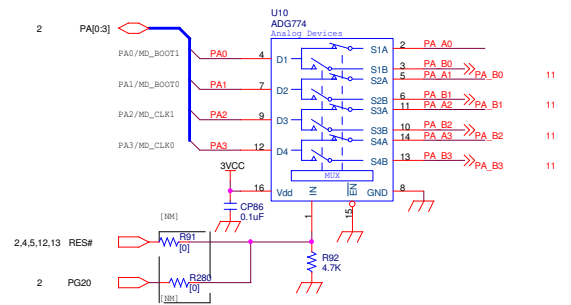 U10
ADG774
Analog Devices
2 PA[0:3]
PA0/MD_BOOT1 PA0 4 D1 S1A 2 PA_A0
S1B 3 PA_B0
PA_B0 11
PA1/MD_BOOT0 PA1 7 D2 S2A 5 PA_A1
S2B 6 PA_B1
PA_B1 11
PA2/MD_CLK1 PA2 9 D3 S3A 11 PA_A2
S3B 10 PA_B2
PA_B2 11
PA3/MD_CLK0 PA3 12 D4 S4A 14 PA_A3
S4B 13 PA_B3
PA_B3 11
MUX
3VCC
16 Vdd IN EN GND 8
CP86
0.1uF
1 15
[NM]
2,4,5,12,13 RES# R91
[0]
R92
4.7K
2 PG20 R280
[0]
[NM]